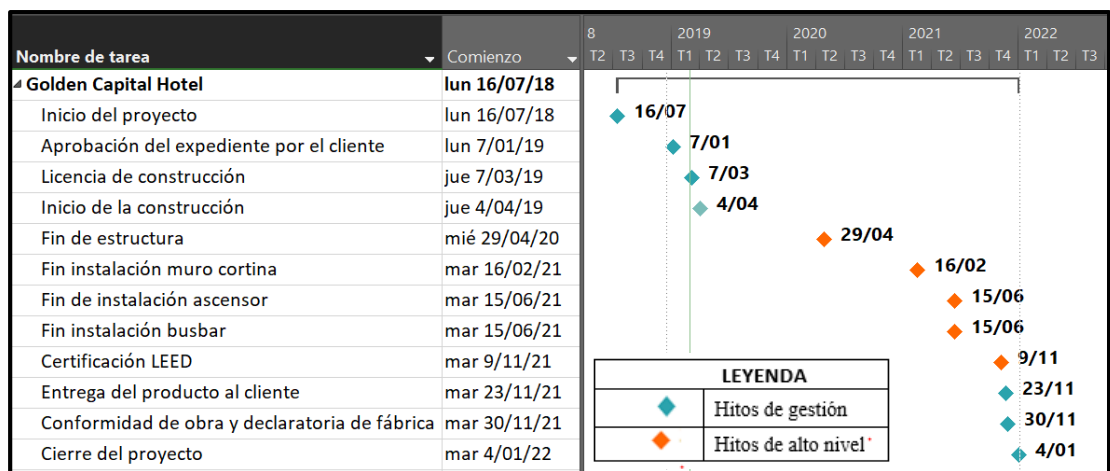 8 2019 2020 2021 2022
Nombre de tarea Comienzo T2 T3 T4 T1 T2 T3 T4 T1 T2 T3 T4 T1 T2 T3 T4 T1 T2 T3
Golden Capital Hotel lun 16/07/18
Inicio del proyecto lun 16/07/18 16/07
Aprobación del expediente por el cliente lun 7/01/19 7/01
Licencia de construcción jue 7/03/19 7/03
Inicio de la construcción jue 4/04/19 4/04
Fin de estructura mié 29/04/20 29/04
Fin instalación muro cortina mar 16/02/21 16/02
Fin de instalación ascensor mar 15/06/21 15/06
Fin instalación busbar mar 15/06/21 15/06
Certificación LEED mar 9/11/21 9/11
Entrega del producto al cliente mar 23/11/21 23/11
Conformidad de obra y declaratoria de fábrica mar 30/11/21 30/11
Cierre del proyecto mar 4/01/22 4/01
LEYENDA
Hitos de gestión
Hitos de alto nivel*